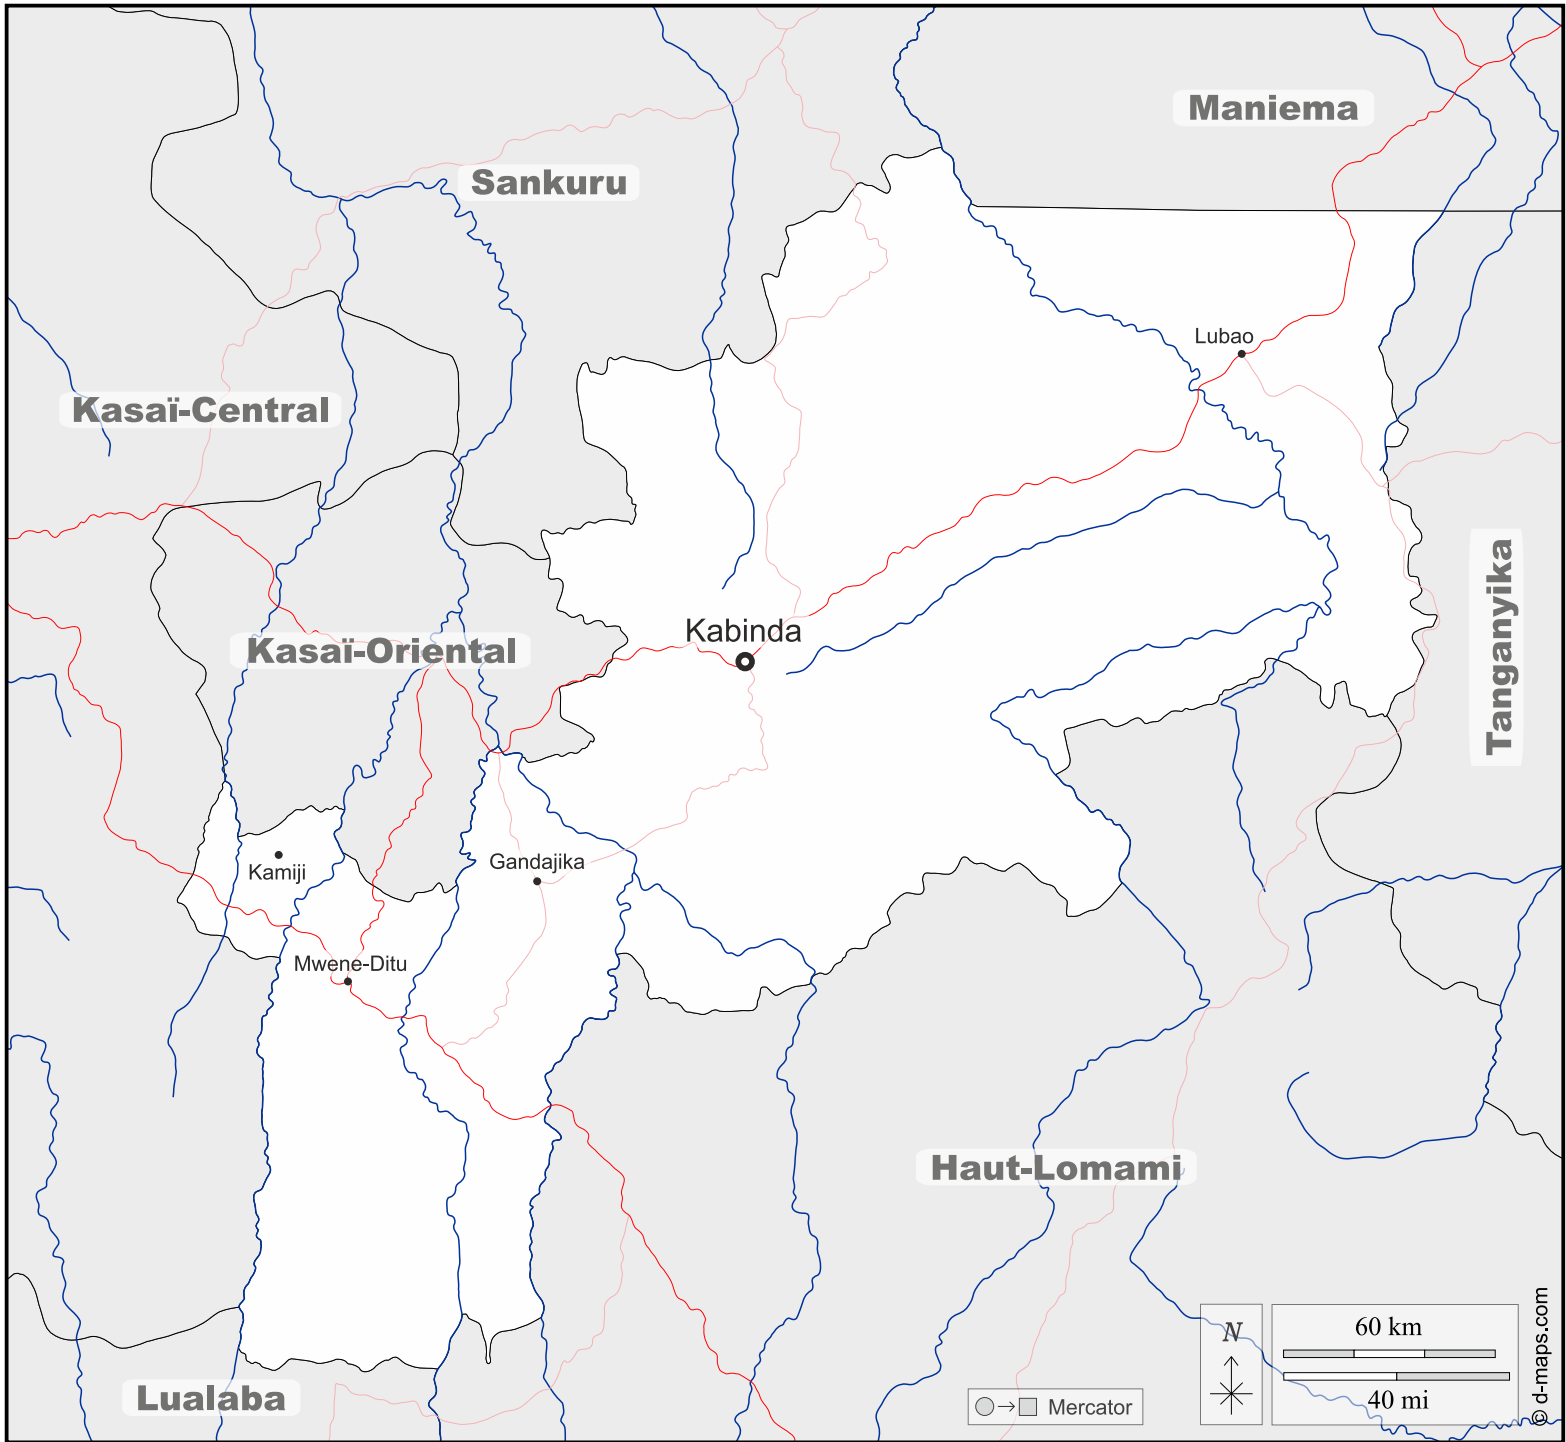 Maniema
Sankuru
Lubao
Kasaï-Central
Tanganyika
Kabinda
Kasaï-Oriental
Gandajika
Kamiji
Mwene-Ditu
Haut-Lomami
Lualaba
N
60 km
40 mi
Mercator
© d-maps.com